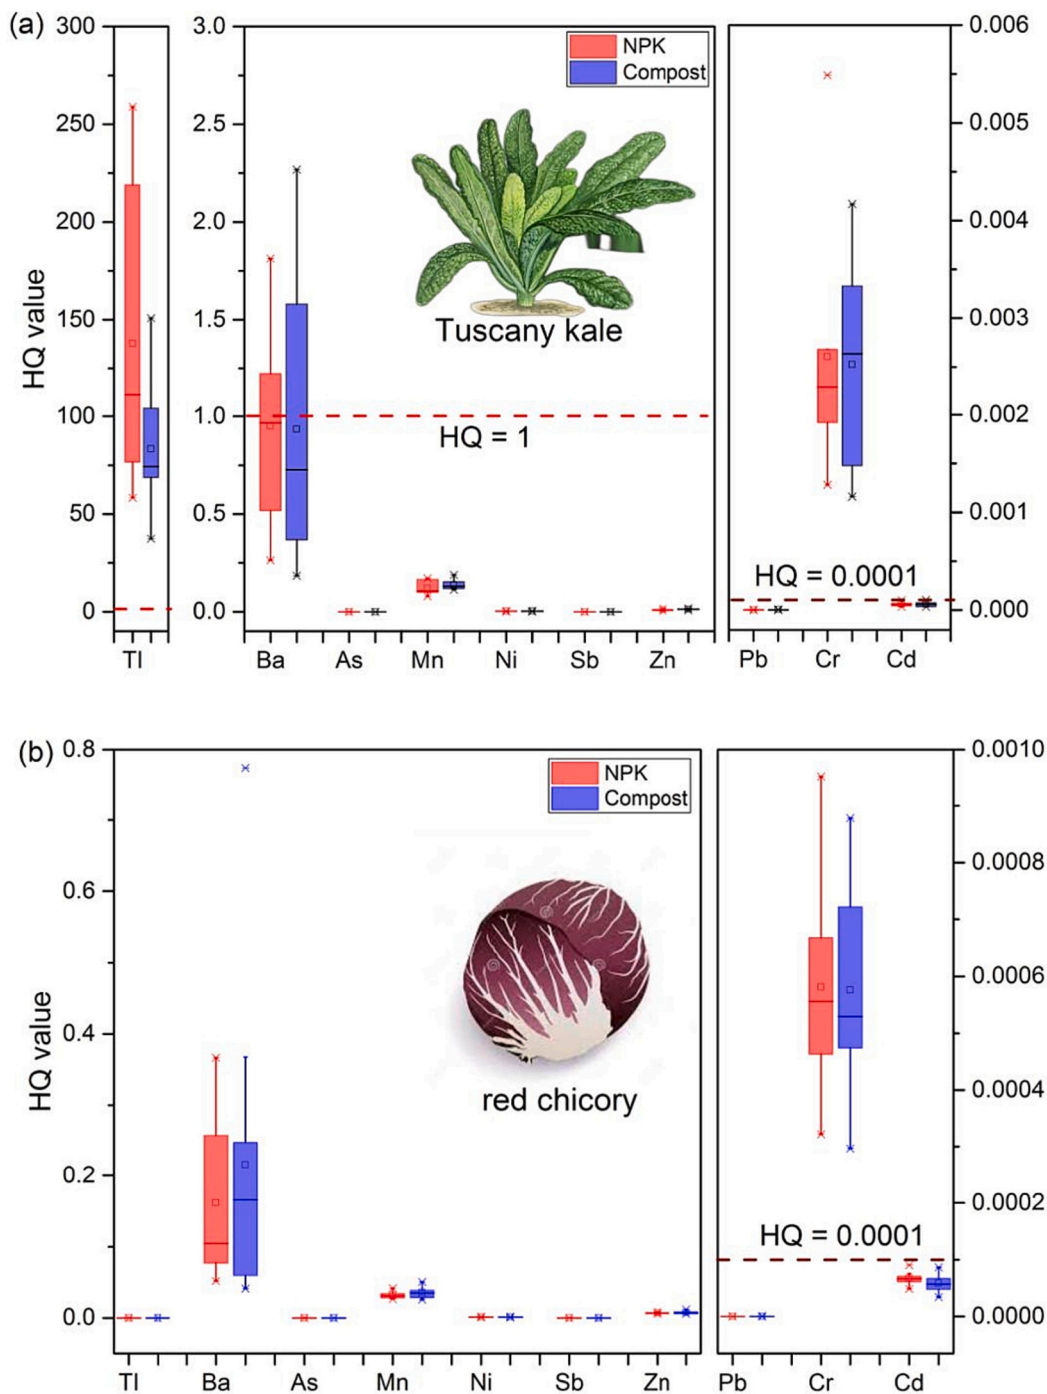 (a)
300
250
200
150
100
50
0
HQ value
Tl
3.0
2.5
2.0
1.5
1.0
0.5
0.0
NPK
Compost
Tuscany kale
HQ = 1
Ba As Mn Ni Sb Zn
0.006
0.005
0.004
0.003
0.002
0.001
0.000
HQ = 0.0001
Pb Cr Cd
(b)
0.8
0.6
0.4
0.2
0.0
HQ value
NPK
Compost
red chicory
Tl Ba As Mn Ni Sb Zn
0.0010
0.0008
0.0006
0.0004
0.0002
0.0000
HQ = 0.0001
Pb Cr Cd